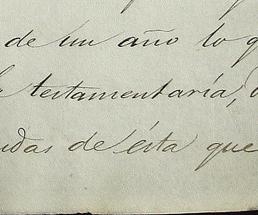 de un año lo q
testamentaría,
udas de ésta que